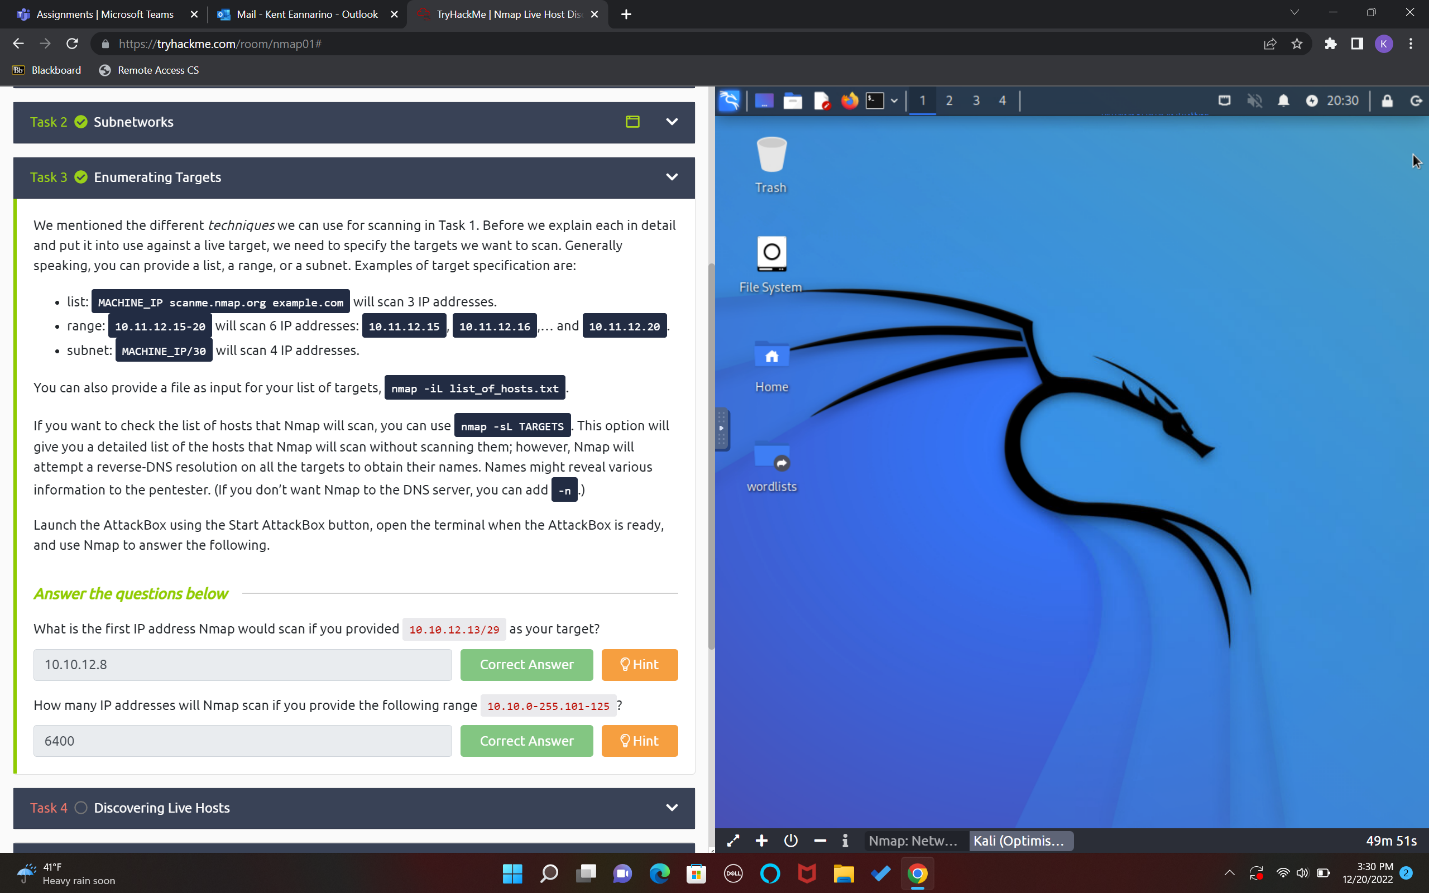 Assignments | Microsoft Teams
Mail - Kent Eannarino - Outlook
TryHackMe | Nmap Live Host Dis
https://tryhackme.com/room/nmap01#
K
Blackboard
Remote Access CS
Task 2 Subnetworks
Task 3 Enumerating Targets
We mentioned the different techniques we can use for scanning in Task 1. Before we explain each in detail
and put it into use against a live target, we need to specify the targets we want to scan. Generally
speaking, you can provide a list, a range, or a subnet. Examples of target specification are:
• list: MACHINE_IP scanme.nmap.org example.com will scan 3 IP addresses.
• range: 10.11.12.15-20 will scan 6 IP addresses: 10.11.12.15, 10.11.12.16,… and 10.11.12.20.
• subnet: MACHINE_IP/30 will scan 4 IP addresses.
You can also provide a file as input for your list of targets, nmap -iL list_of_hosts.txt.
If you want to check the list of hosts that Nmap will scan, you can use nmap -sL TARGETS. This option will
give you a detailed list of the hosts that Nmap will scan without scanning them; however, Nmap will
attempt a reverse-DNS resolution on all the targets to obtain their names. Names might reveal various
information to the pentester. (If you don’t want Nmap to the DNS server, you can add -n.)
Launch the AttackBox using the Start AttackBox button, open the terminal when the AttackBox is ready,
and use Nmap to answer the following.
Answer the questions below
What is the first IP address Nmap would scan if you provided 10.10.12.13/29 as your target?
10.10.12.8
Correct Answer
Hint
How many IP addresses will Nmap scan if you provide the following range 10.10.0-255.101-125 ?
6400
Correct Answer
Hint
Task 4 Discovering Live Hosts
1 2 3 4
20:30
Trash
File System
Home
wordlists
Nmap: Netw...
Kali (Optimis...
49m 51s
41°F
Heavy rain soon
DELL
3:30 PM
12/20/2022
2